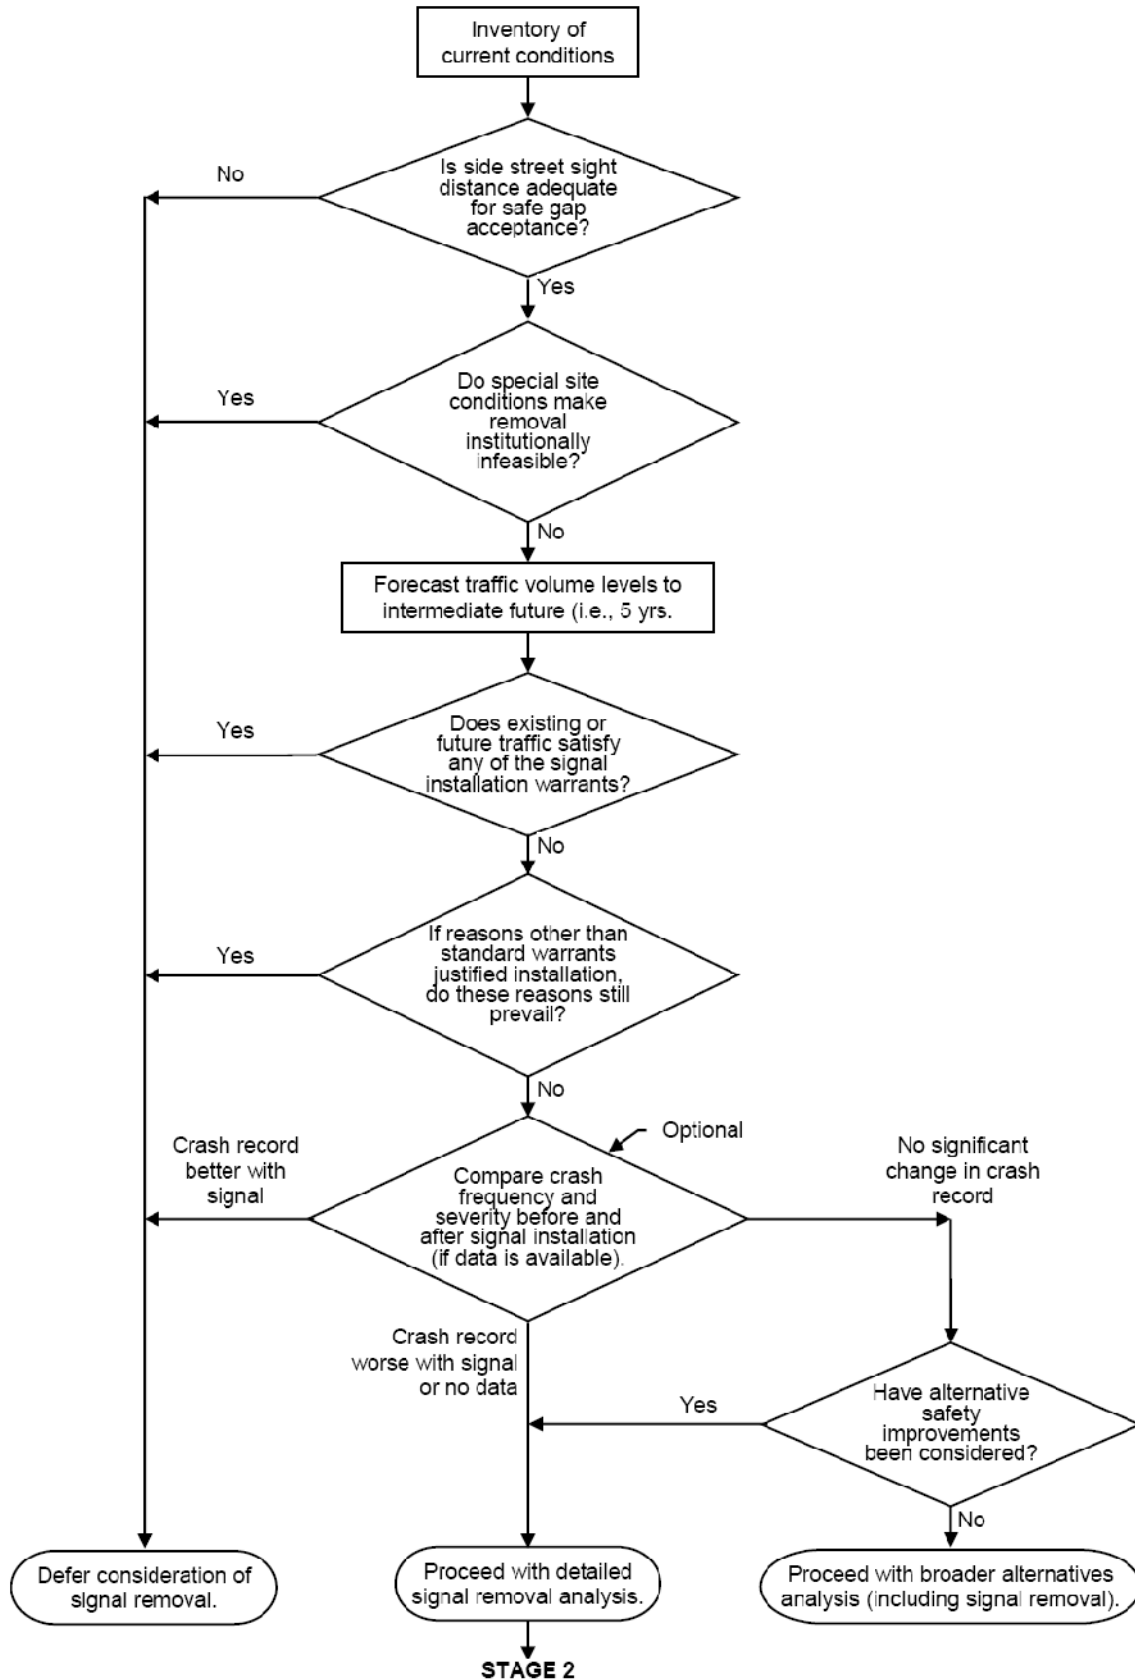 Inventory of
current conditions
Is side street sight
distance adequate
for safe gap
acceptance?
No
Yes
Do special site
conditions make
removal
institutionally
infeasible?
Yes
No
Forecast traffic volume levels to
intermediate future (i.e., 5 yrs.
Does existing or
future traffic satisfy
any of the signal
installation warrants?
Yes
No
If reasons other than
standard warrants
justified installation,
do these reasons still
prevail?
Yes
No
Optional
Crash record
better with
signal
Compare crash
frequency and
severity before and
after signal installation
(if data is available).
No significant
change in crash
record
Crash record
worse with signal
or no data
Yes
Have alternative
safety
improvements
been considered?
No
Defer consideration of
signal removal.
Proceed with detailed
signal removal analysis.
Proceed with broader alternatives
analysis (including signal removal).
STAGE 2